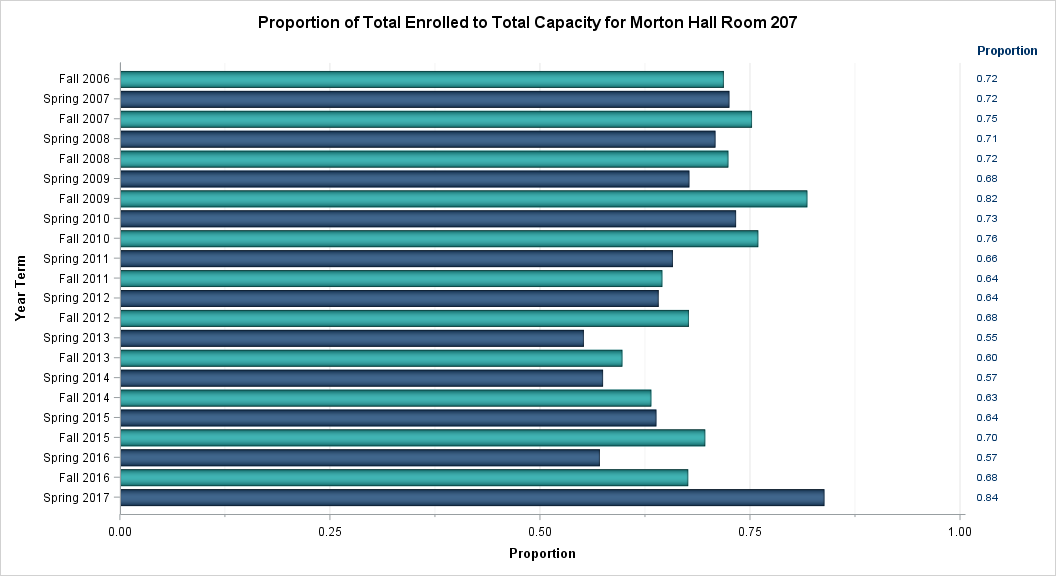 Proportion of Total Enrolled to Total Capacity for Morton Hall Room 207
Proportion
Fall 2006 0.72
Spring 2007 0.72
Fall 2007 0.75
Spring 2008 0.71
Fall 2008 0.72
Spring 2009 0.68
Fall 2009 0.82
Spring 2010 0.73
Fall 2010 0.76
Spring 2011 0.66
Fall 2011 0.64
Spring 2012 0.64
Fall 2012 0.68
Spring 2013 0.55
Fall 2013 0.60
Spring 2014 0.57
Fall 2014 0.63
Spring 2015 0.64
Fall 2015 0.70
Spring 2016 0.57
Fall 2016 0.68
Spring 2017 0.84
Year Term
0.00 0.25 0.50 0.75 1.00
Proportion